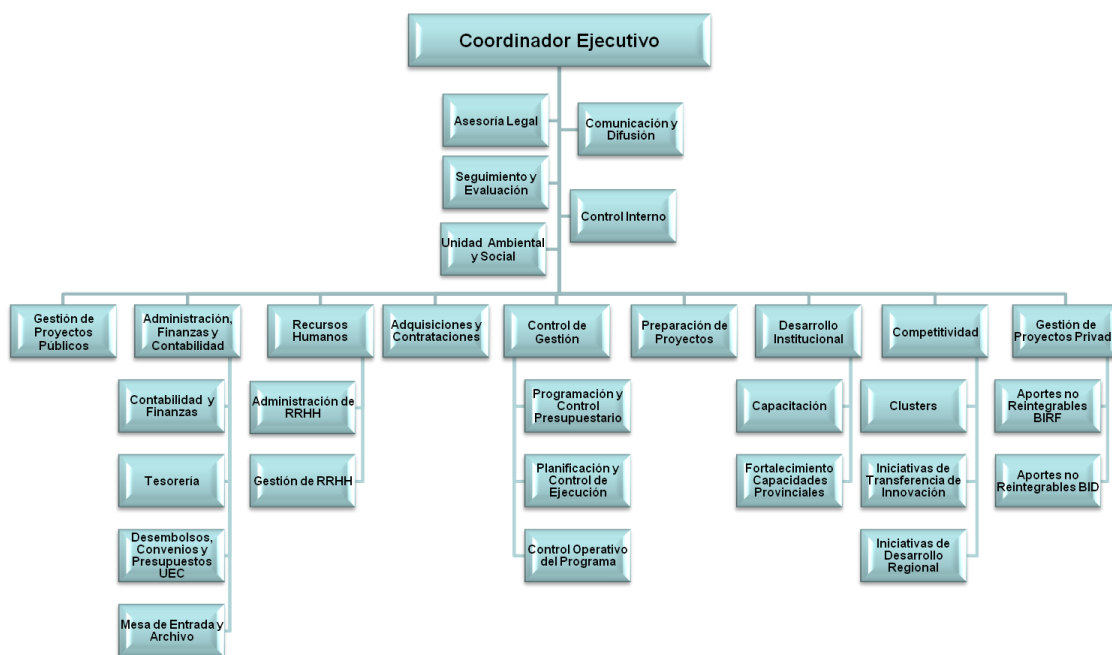 Coordinador Ejecutivo
Asesoría Legal
Comunicación y
Difusión
Seguimiento y
Evaluación
Control Interno
Unidad Ambiental
y Social
Gestión de
Proyectos
Públicos
Administración,
Finanzas y
Contabilidad
Recursos
Humanos
Adquisiciones y
Contrataciones
Control de
Gestión
Preparación de
Proyectos
Desarrollo
Institucional
Competitividad
Gestión de
Proyectos Privad
Contabilidad y
Finanzas
Tesorería
Desembolsos,
Convenios y
Presupuestos
UEC
Mesa de Entrada y
Archivo
Administración de
RRHH
Gestión de RRHH
Programación y
Control
Presupuestario
Planificación y
Control de
Ejecución
Control Operativo
del Programa
Capacitación
Fortalecimiento
Capacidades
Provinciales
Clusters
Iniciativas de
Transferencia de
Innovación
Iniciativas de
Desarrollo
Regional
Aportes no
Reintegrables
BIRF
Aportes no
Reintegrables BID